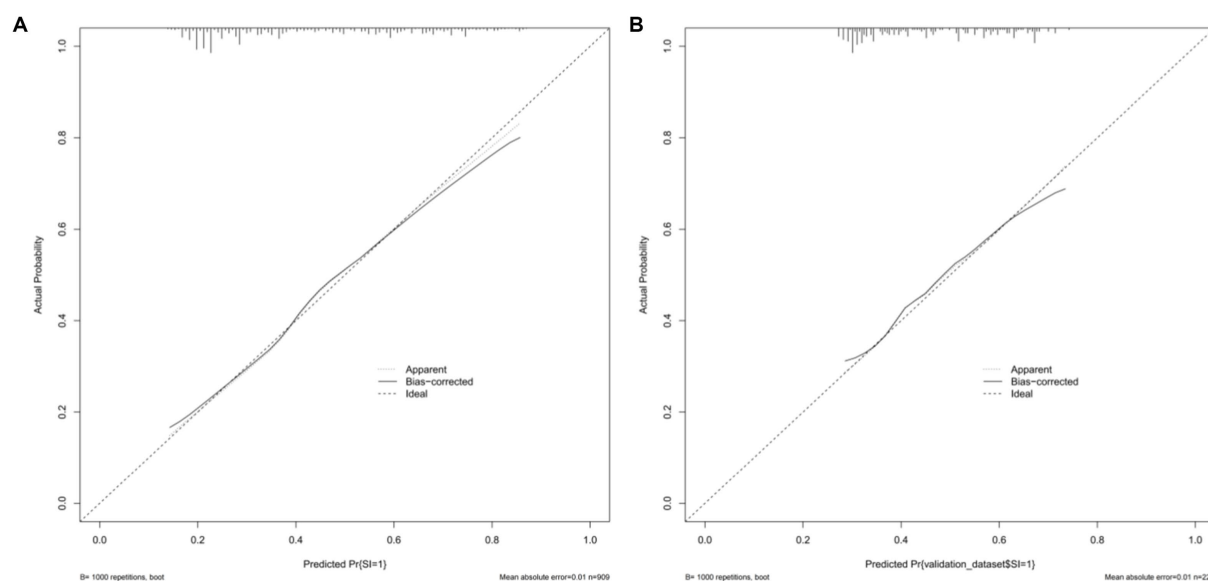 A
1.0
0.8
0.6
0.4
0.2
0.0
Actual Probability
Apparent
Bias-corrected
Ideal
0.0 0.2 0.4 0.6 0.8 1.0
Predicted Pr{SI=1}
B= 1000 repetitions, boot
Mean absolute error=0.01 n=909
B
1.0
0.8
0.6
0.4
0.2
0.0
Actual Probability
Apparent
Bias-corrected
Ideal
0.0 0.2 0.4 0.6 0.8 1.0
Predicted Pr{validation_dataset$SI=1}
B= 1000 repetitions, boot
Mean absolute error=0.01